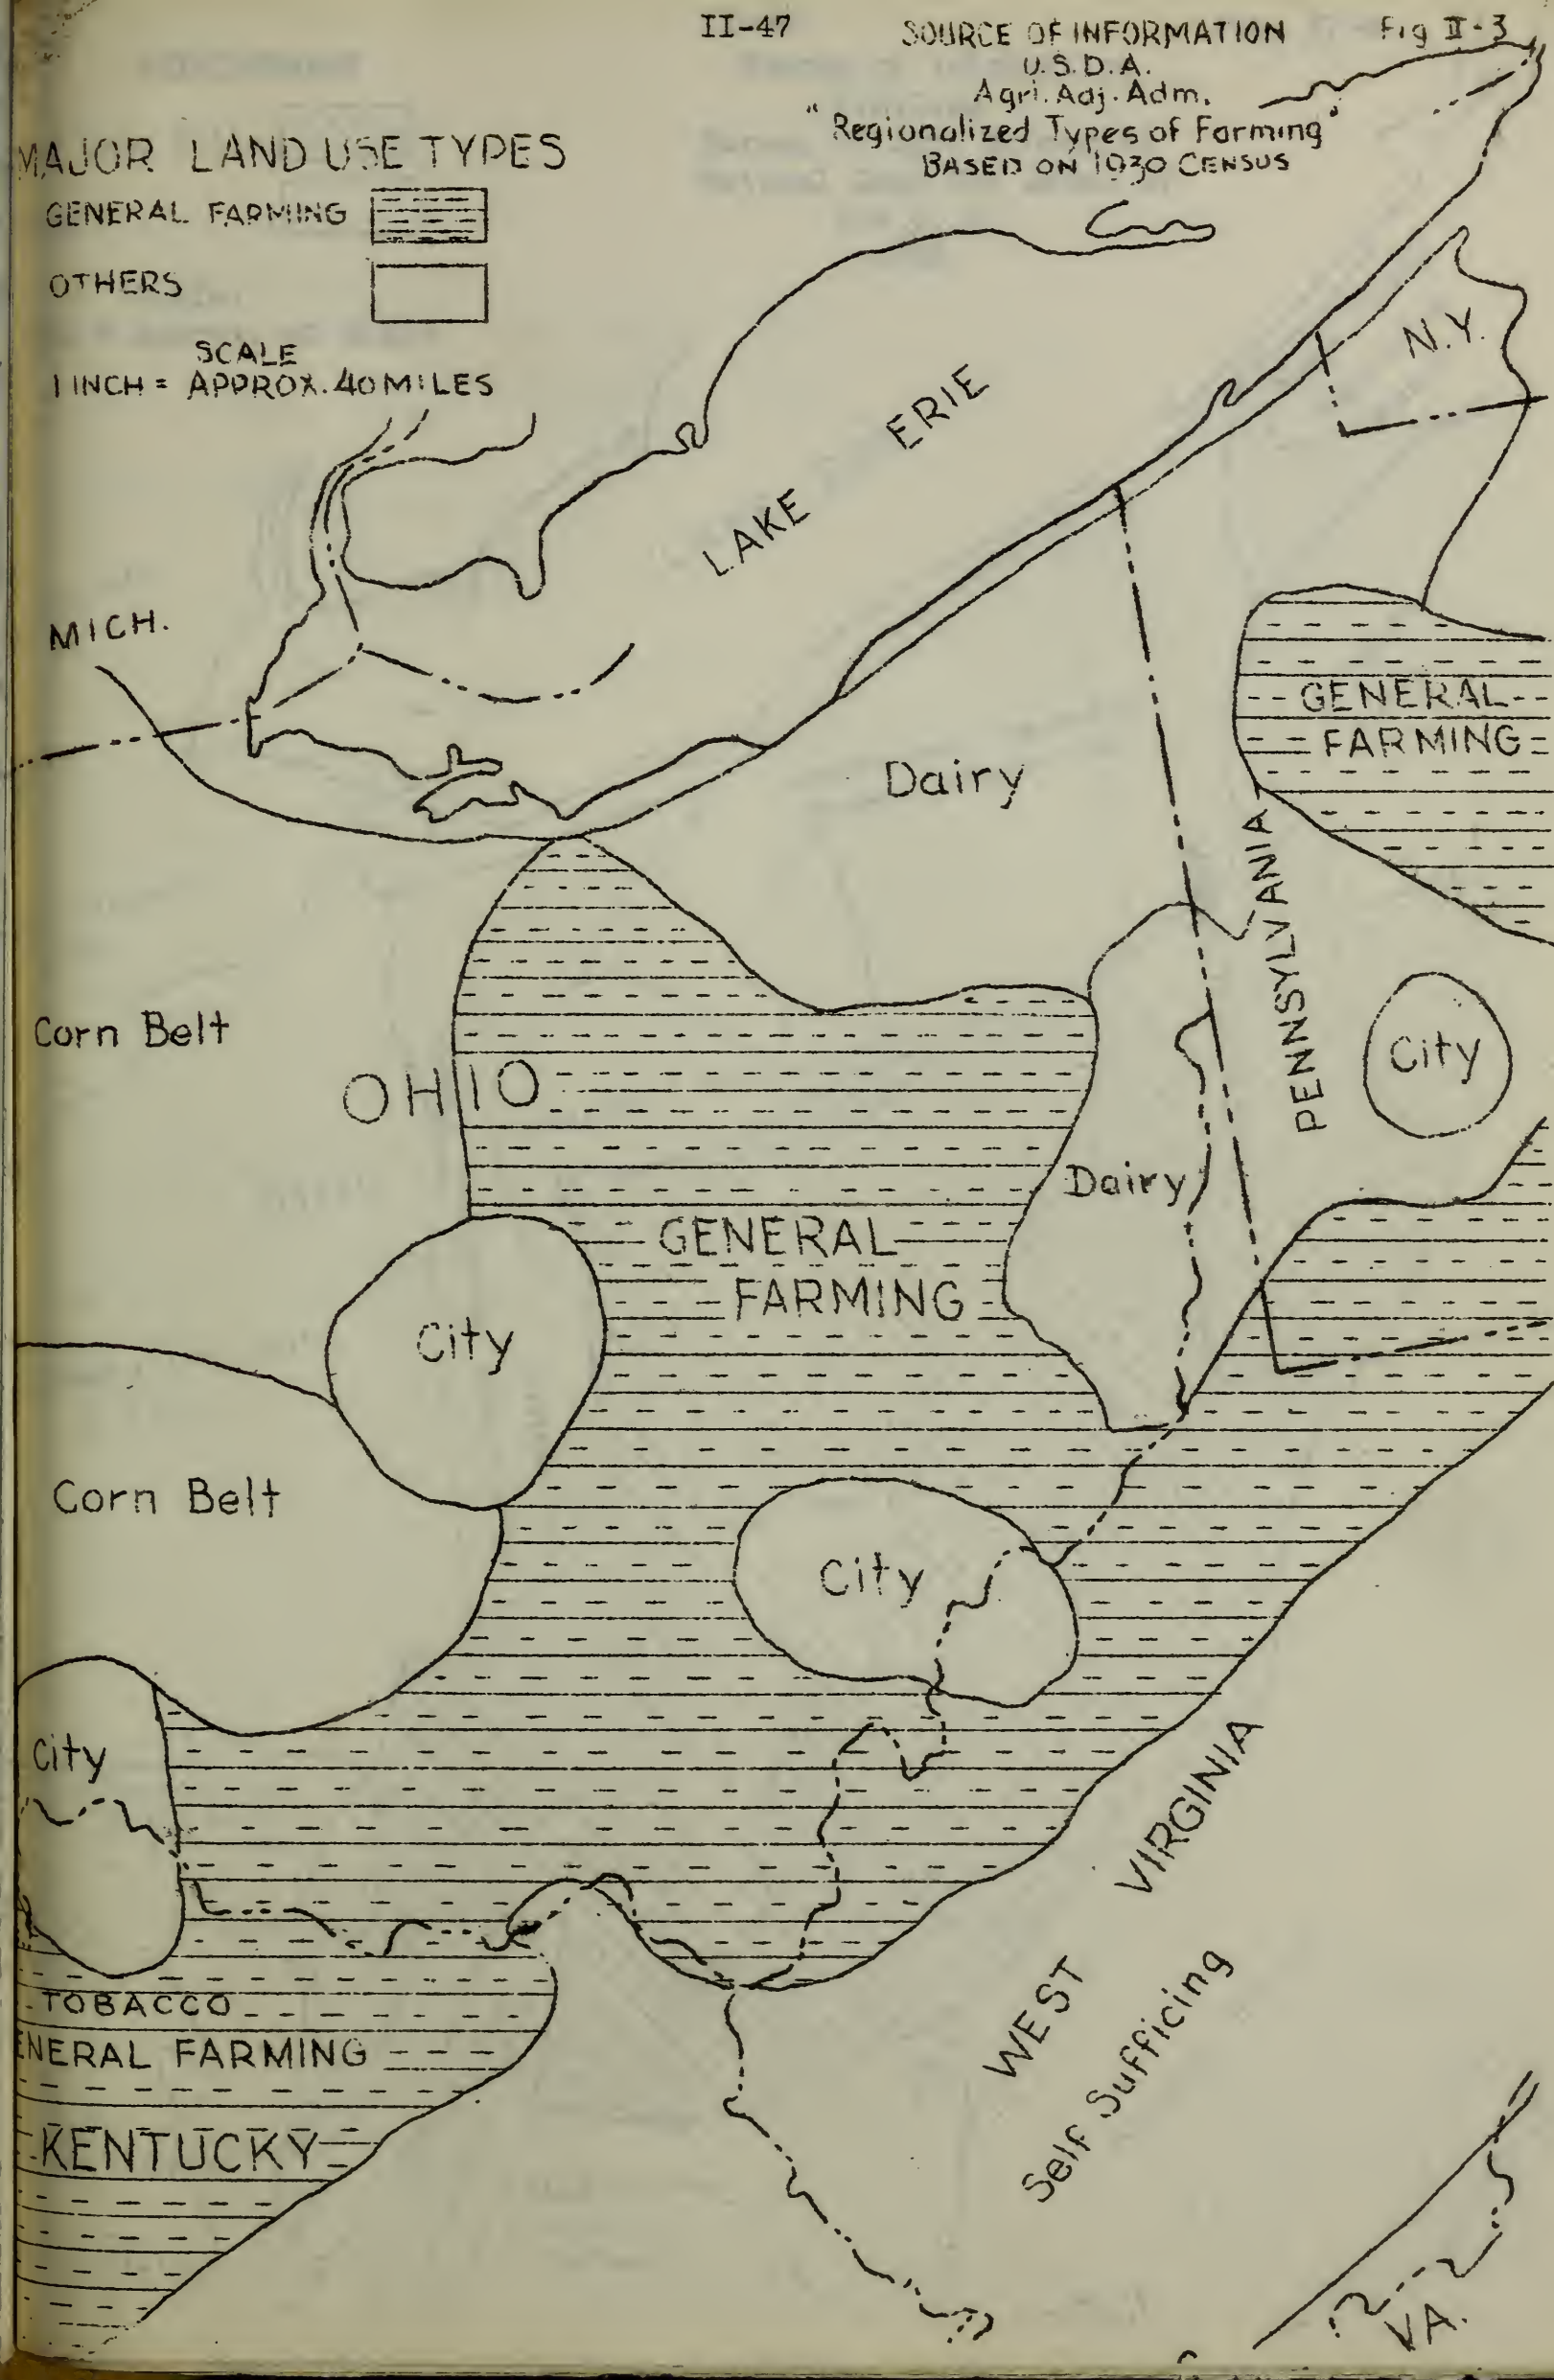 II-47
SOURCE OF INFORMATION
Fig II-3
U.S.D.A.
Agri. Adj. Adm.
"Regionalized Types of Farming"
BASED ON 1930 CENSUS
MAJOR LAND USE TYPES
GENERAL FARMING
OTHERS
SCALE
1 INCH = APPROX. 40 MILES
N.Y.
LAKE ERIE
MICH.
GENERAL
FARMING
Dairy
PENNSYLVANIA
Corn Belt
City
OHIO
Dairy
GENERAL
FARMING
City
Corn Belt
City
City
WEST VIRGINIA
Self Sufficing
TOBACCO
ENERAL FARMING
KENTUCKY
VA.